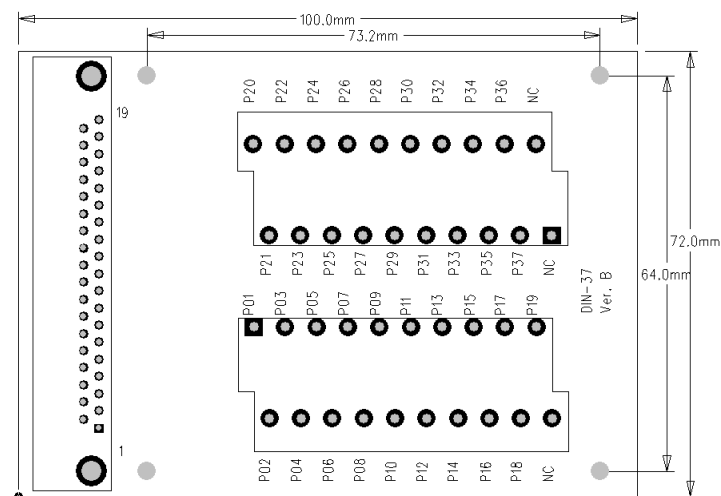 100.0mm
73.2mm
P20 P22 P24 P26 P28 P30 P32 P34 P36 NC
19
P21 P23 P25 P27 P29 P31 P33 P35 P37 NC
72.0mm
64.0mm
DIN-37
Ver. B
P01 P03 P05 P07 P09 P11 P13 P15 P17 P19
1
P02 P04 P06 P08 P10 P12 P14 P16 P18 NC